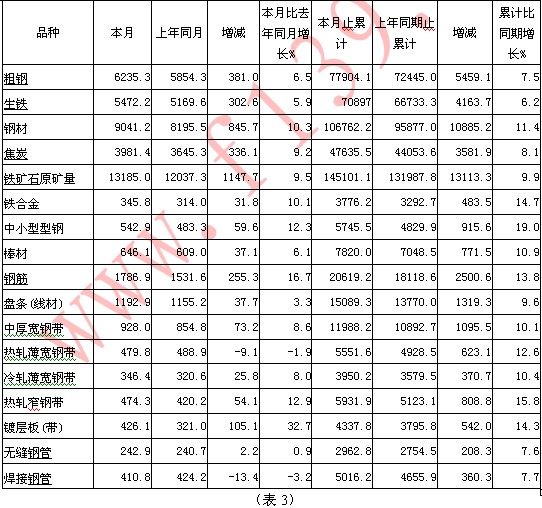 品种 本月 上年同月 增减 本月比去年同月增长% 本月止累计 上年同期止累计 增减 累计比同期增长%
粗钢 6235.3 5854.3 381.0 6.5 77904.1 72445.0 5459.1 7.5
生铁 5472.2 5169.6 302.6 5.9 70897 66733.3 4163.7 6.2
钢材 9041.2 8195.5 845.7 10.3 106762.2 95877.0 10885.2 11.4
焦炭 3981.4 3645.3 336.1 9.2 47635.5 44053.6 3581.9 8.1
铁矿石原矿量 13185.0 12037.3 1147.7 9.5 145101.1 131987.8 13113.3 9.9
铁合金 345.8 314.0 31.8 10.1 3776.2 3292.7 483.5 14.7
中小型型钢 542.9 483.3 59.6 12.3 5745.5 4829.9 915.6 19.0
棒材 646.1 609.0 37.1 6.1 7820.0 7048.5 771.5 10.9
钢筋 1786.9 1531.6 255.3 16.7 20619.2 18118.6 2500.6 13.8
盘条(线材) 1192.9 1155.2 37.7 3.3 15089.3 13770.0 1319.3 9.6
中厚宽钢带 928.0 854.8 73.2 8.6 11988.2 10892.7 1095.5 10.1
热轧薄宽钢带 479.8 488.9 -9.1 -1.9 5551.6 4928.5 623.1 12.6
冷轧薄宽钢带 346.4 320.6 25.8 8.0 3950.2 3579.5 370.7 10.4
热轧窄钢带 474.3 420.2 54.1 12.9 5931.9 5123.1 808.8 15.8
镀层板(带) 426.1 321.0 105.1 32.7 4337.8 3795.8 542.0 14.3
无缝钢管 242.9 240.7 2.2 0.9 2962.8 2754.5 208.3 7.6
焊接钢管 410.8 424.2 -13.4 -3.2 5016.2 4655.9 360.3 7.7
(表3)